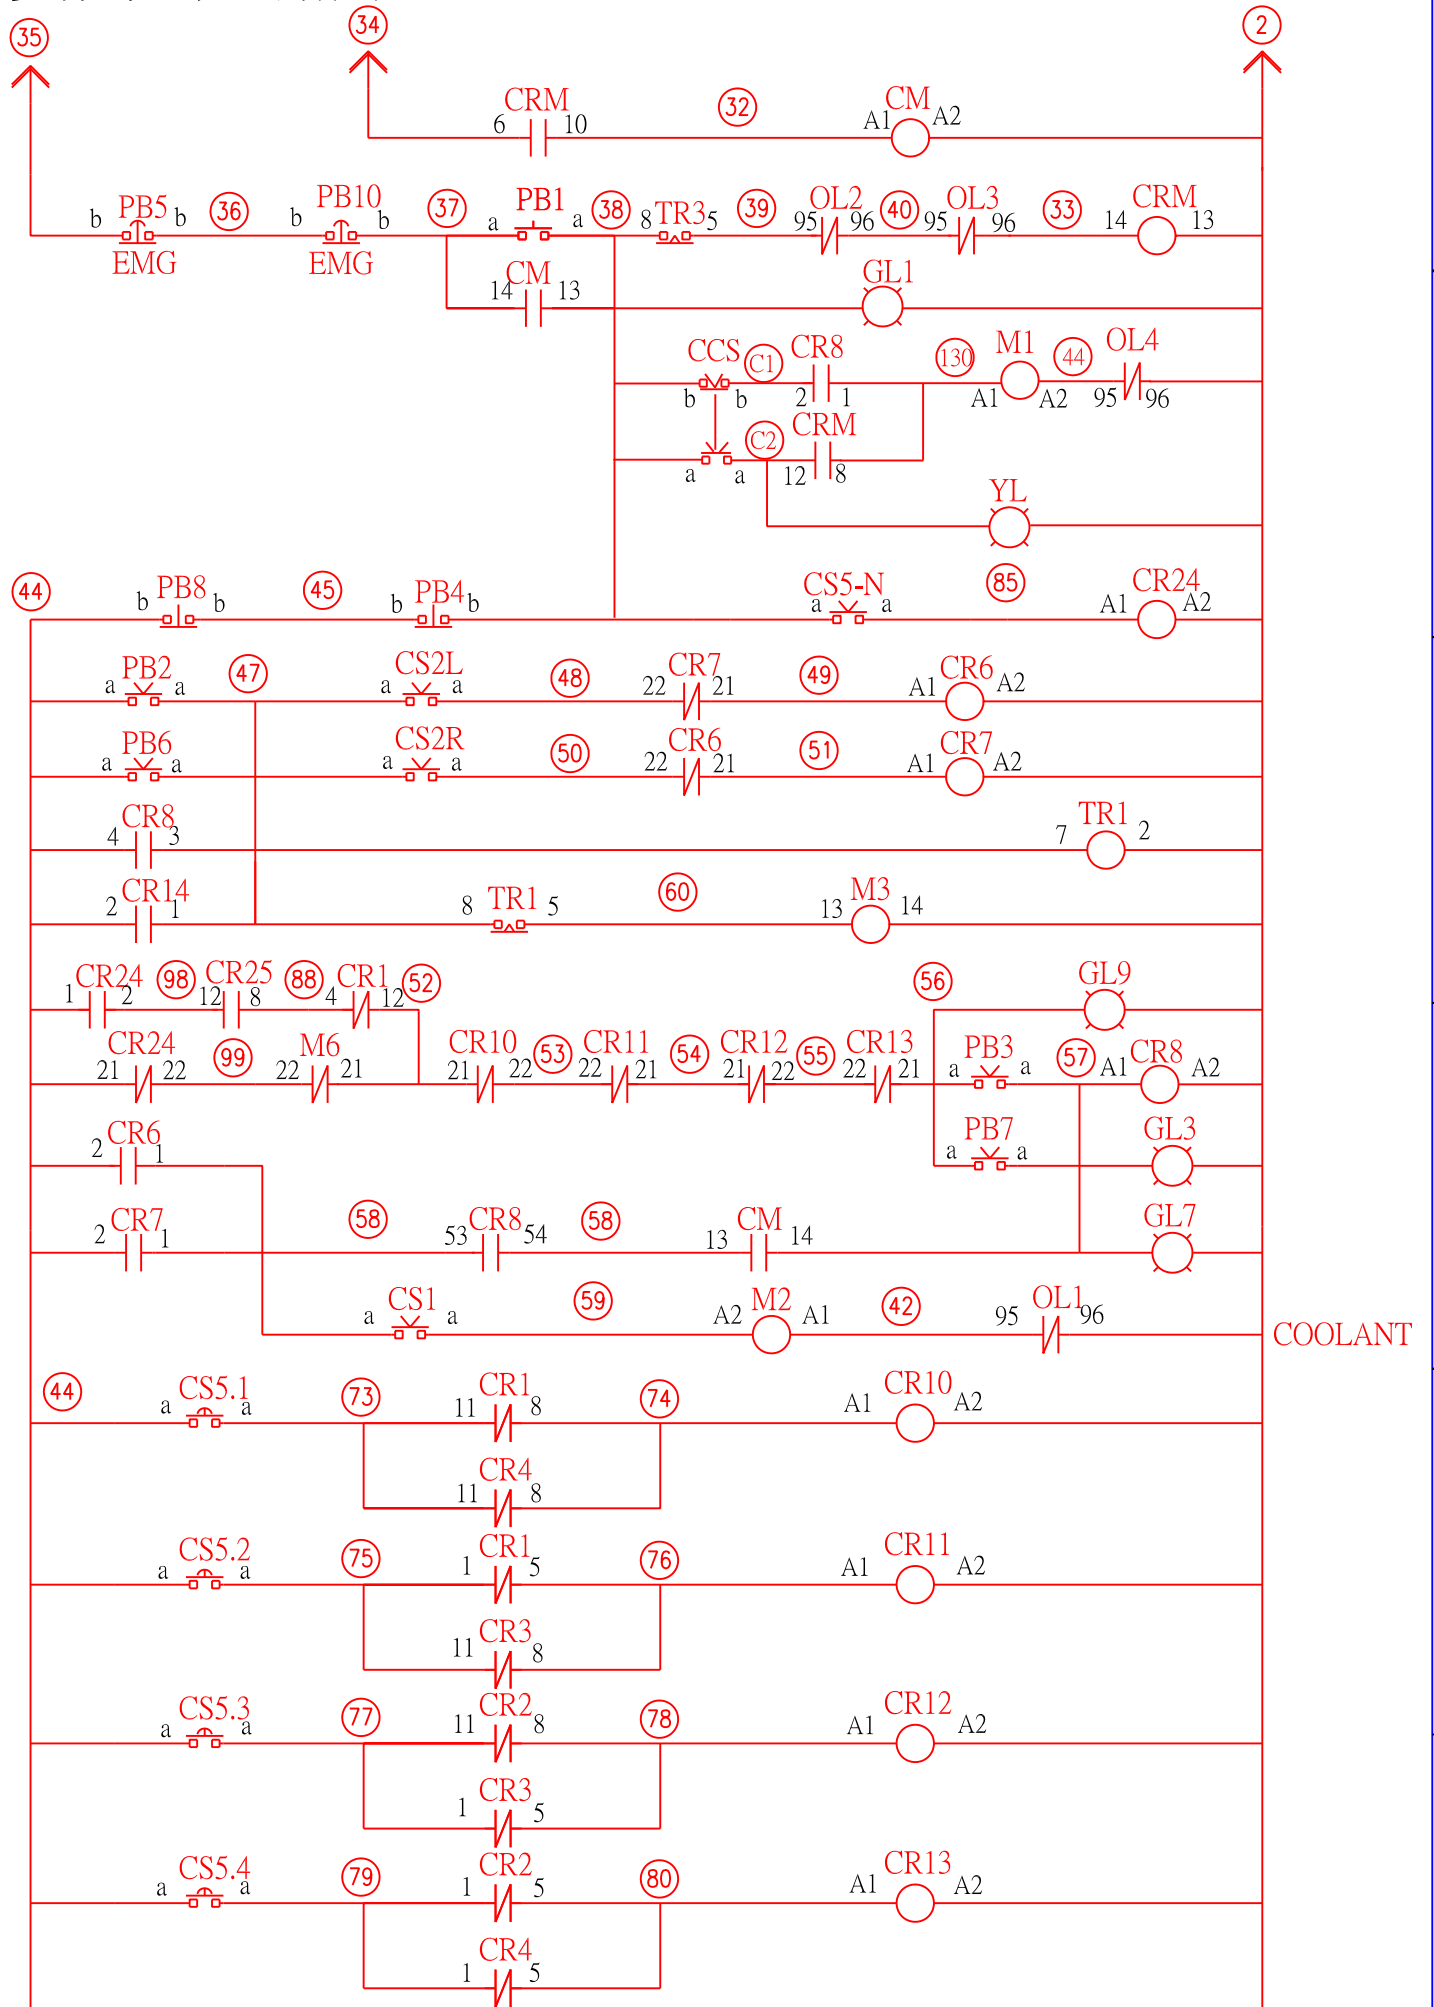 35 34 2
CRM 32 CM
6 10 A1 A2
PB5 36 PB10 37 PB1 38 TR3 39 OL2 40 OL3 33 CRM
b b b b a a 8 5 95 96 95 96 14 13
EMG EMG CM GL1
14 13
CCS C1 CR8 130 M1 44 OL4
b b 2 1 A1 A2 95 96
C2 CRM
a a 12 8
YL
44 PB8 45 PB4 CS5-N 85 CR24
b b b b a a A1 A2
PB2 47 CS2L 48 CR7 49 CR6
a a a a 22 21 A1 A2
PB6 CS2R 50 CR6 51 CR7
a a a a 22 21 A1 A2
CR8 TR1
4 3 7 2
CR14 TR1 60 M3
2 1 8 5 13 14
CR24 98 CR25 88 CR1 52 56 GL9
1 2 12 8 4 12
CR24 99 M6 CR10 53 CR11 54 CR12 55 CR13 PB3 57 CR8
21 22 22 21 21 22 22 21 21 22 22 21 a a A1 A2
CR6 PB7 GL3
2 1 a a
CR7 58 CR8 58 CM GL7
2 1 53 54 13 14
CS1 59 M2 42 OL1
a a A2 A1 95 96 COOLANT
44 CS5.1 73 CR1 74 CR10
a a 11 8 A1 A2
CR4
11 8
CS5.2 75 CR1 76 CR11
a a 1 5 A1 A2
CR3
11 8
CS5.3 77 CR2 78 CR12
a a 11 8 A1 A2
CR3
1 5
CS5.4 79 CR2 80 CR13
a a 1 5 A1 A2
CR4
1 5